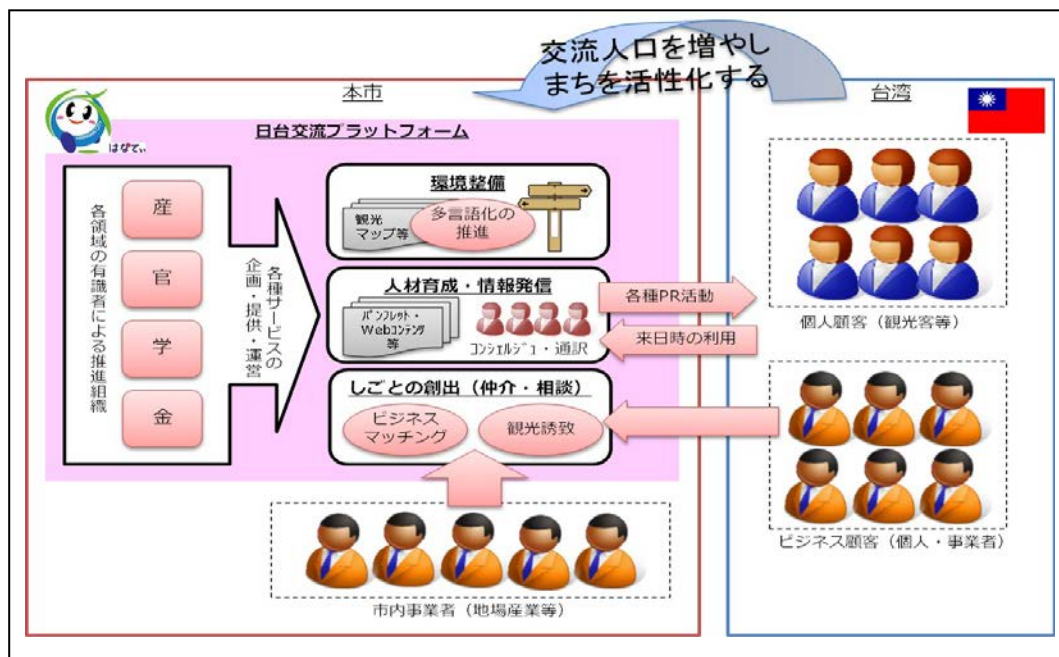 交流人口を増やし
まちを活性化する
本市
台湾
はなてぃ
日台交流プラットフォーム
各領域の有識者による推進組織
産
官
学
金
各種サービスの
企画・提供・運営
環境整備
観光
マップ等
多言語化の
推進
人材育成・情報発信
パンフレット・
Webコンテンツ
等
コンシェルジュ・通訳
しごとの創出（仲介・相談）
ビジネス
マッチング
観光誘致
各種PR活動
来日時の利用
個人顧客（観光客等）
ビジネス顧客（個人・事業者）
市内事業者（地場産業等）